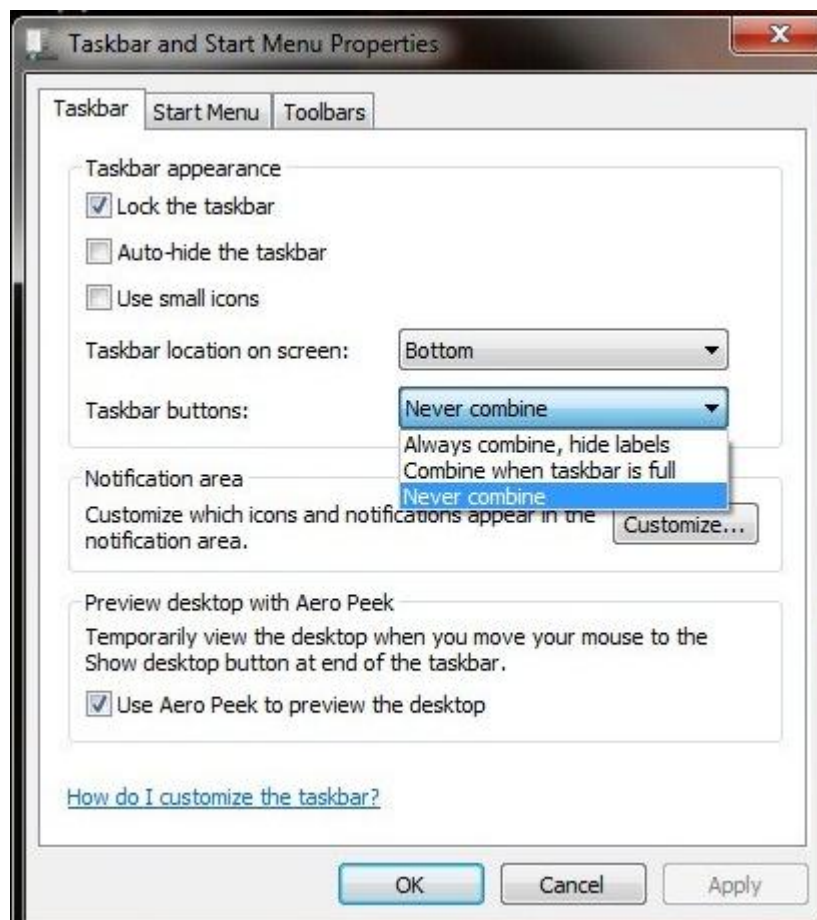 Taskbar and Start Menu Properties
Taskbar
Start Menu
Toolbars
Taskbar appearance
Lock the taskbar
Auto-hide the taskbar
Use small icons
Taskbar location on screen:
Bottom
Taskbar buttons:
Never combine
Always combine, hide labels
Combine when taskbar is full
Never combine
Notification area
Customize which icons and notifications appear in the
notification area.
Customize...
Preview desktop with Aero Peek
Temporarily view the desktop when you move your mouse to the
Show desktop button at end of the taskbar.
Use Aero Peek to preview the desktop
How do I customize the taskbar?
OK
Cancel
Apply